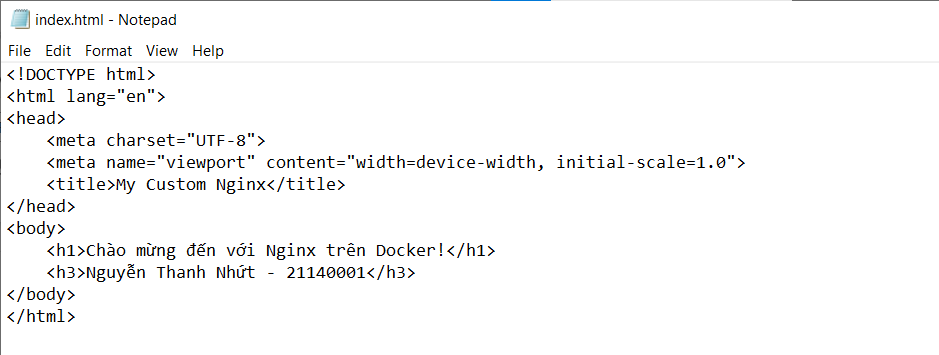 index.html - Notepad
File Edit Format View Help
<!DOCTYPE html>
<html lang="en">
<head>
    <meta charset="UTF-8">
    <meta name="viewport" content="width=device-width, initial-scale=1.0">
    <title>My Custom Nginx</title>
</head>
<body>
    <h1>Chào mừng đến với Nginx trên Docker!</h1>
    <h3>Nguyễn Thanh Nhứt - 21140001</h3>
</body>
</html>